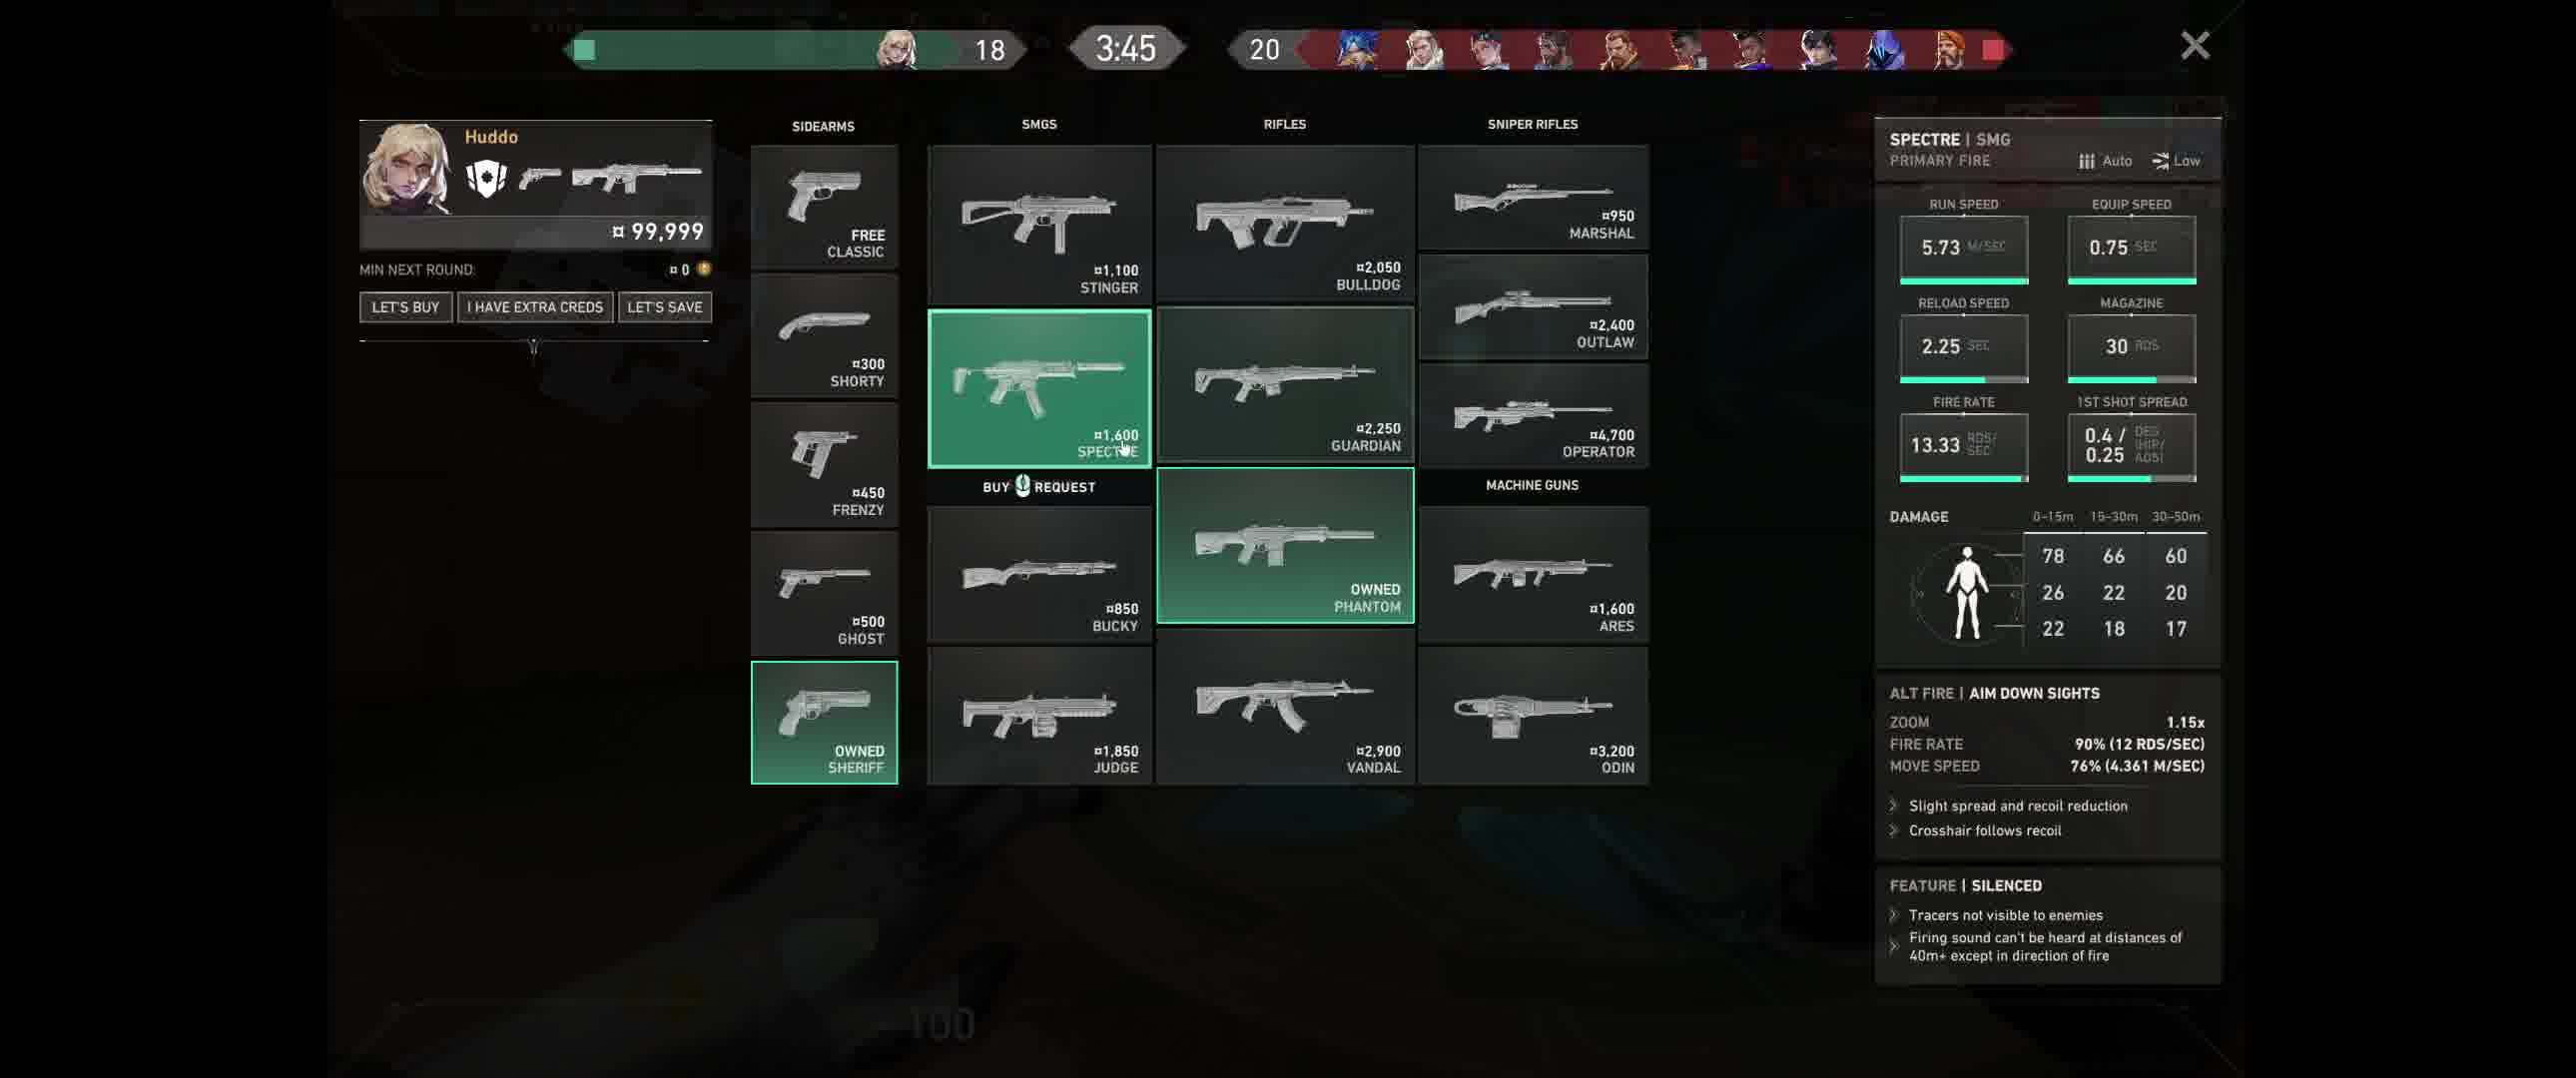 18
3:45
20
Huddo
¤ 99,999
MIN NEXT ROUND:
¤ 0
LET'S BUY
I HAVE EXTRA CREDS
LET'S SAVE
SIDEARMS
FREE
CLASSIC
¤300
SHORTY
¤450
FRENZY
¤500
GHOST
OWNED
SHERIFF
SMGS
¤1,100
STINGER
¤1,600
SPECTRE
BUY REQUEST
¤850
BUCKY
¤1,850
JUDGE
RIFLES
¤2,050
BULLDOG
¤2,250
GUARDIAN
OWNED
PHANTOM
¤2,900
VANDAL
SNIPER RIFLES
¤950
MARSHAL
¤2,400
OUTLAW
¤4,700
OPERATOR
MACHINE GUNS
¤1,600
ARES
¤3,200
ODIN
SPECTRE | SMG
PRIMARY FIRE
Auto
Low
RUN SPEED
5.73 M/SEC
EQUIP SPEED
0.75 SEC
RELOAD SPEED
2.25 SEC
MAGAZINE
30 RDS
FIRE RATE
13.33 RDS/
SEC
1ST SHOT SPREAD
0.4 /
0.25
DEG
(HIP/
ADS)
DAMAGE
0-15m 15-30m 30-50m
78 66 60
26 22 20
22 18 17
ALT FIRE | AIM DOWN SIGHTS
ZOOM 1.15x
FIRE RATE 90% (12 RDS/SEC)
MOVE SPEED 76% (4.361 M/SEC)
Slight spread and recoil reduction
Crosshair follows recoil
FEATURE | SILENCED
Tracers not visible to enemies
Firing sound can't be heard at distances of
40m+ except in direction of fire
100